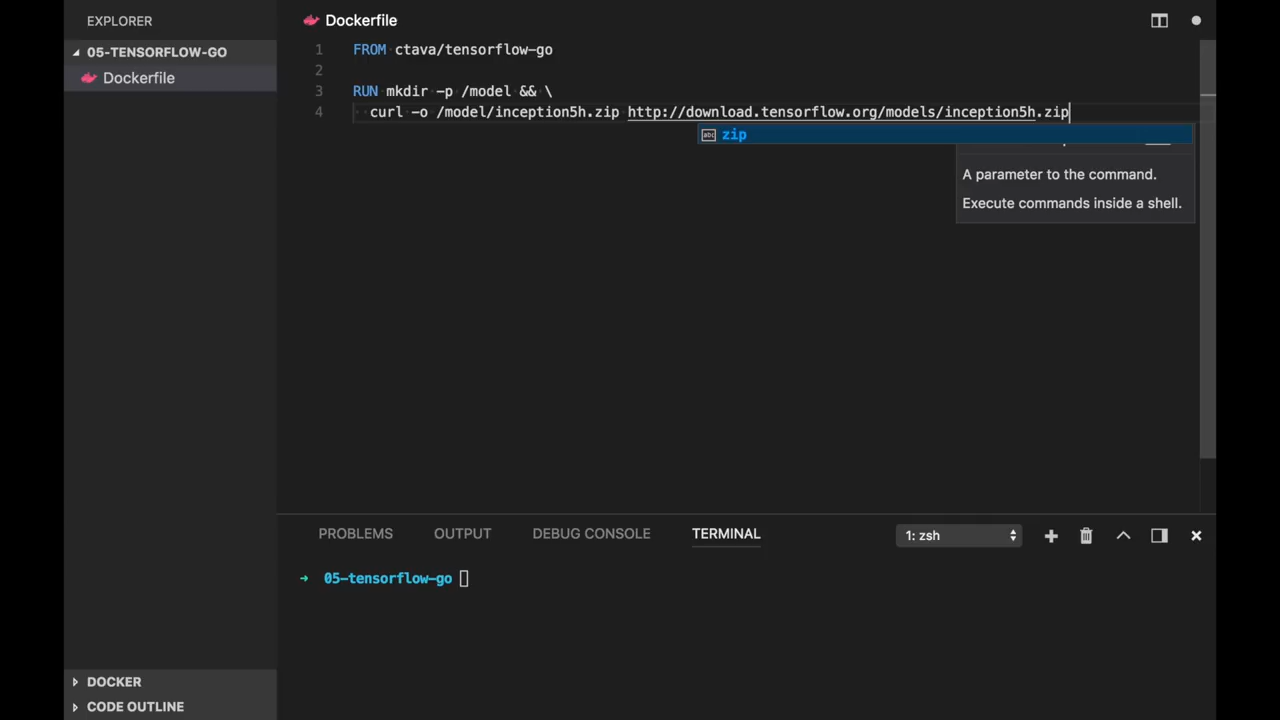 EXPLORER
05-TENSORFLOW-GO
Dockerfile
Dockerfile
1 FROM ctava/tensorflow-go
2
3 RUN mkdir -p /model && \
4 curl -o /model/inception5h.zip http://download.tensorflow.org/models/inception5h.zip
abc zip
A parameter to the command.
Execute commands inside a shell.
PROBLEMS OUTPUT DEBUG CONSOLE TERMINAL 1: zsh
→ 05-tensorflow-go
DOCKER
CODE OUTLINE